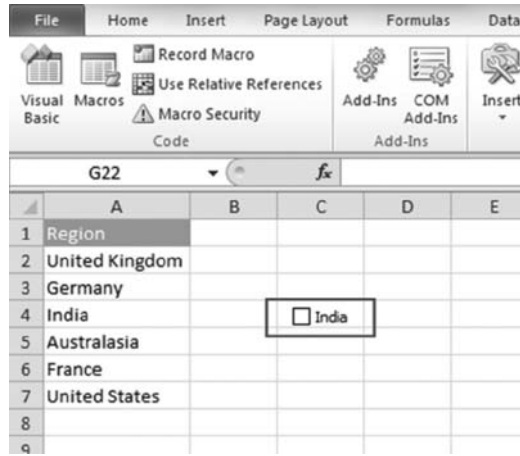 File Home Insert Page Layout Formulas Data
Record Macro
Use Relative References
Macro Security
Visual Basic
Macros
Code
Add-Ins
COM Add-Ins
Add-Ins
Insert
G22 fx
A B C D E
1 Region
2 United Kingdom
3 Germany
4 India India
5 Australasia
6 France
7 United States
8
9